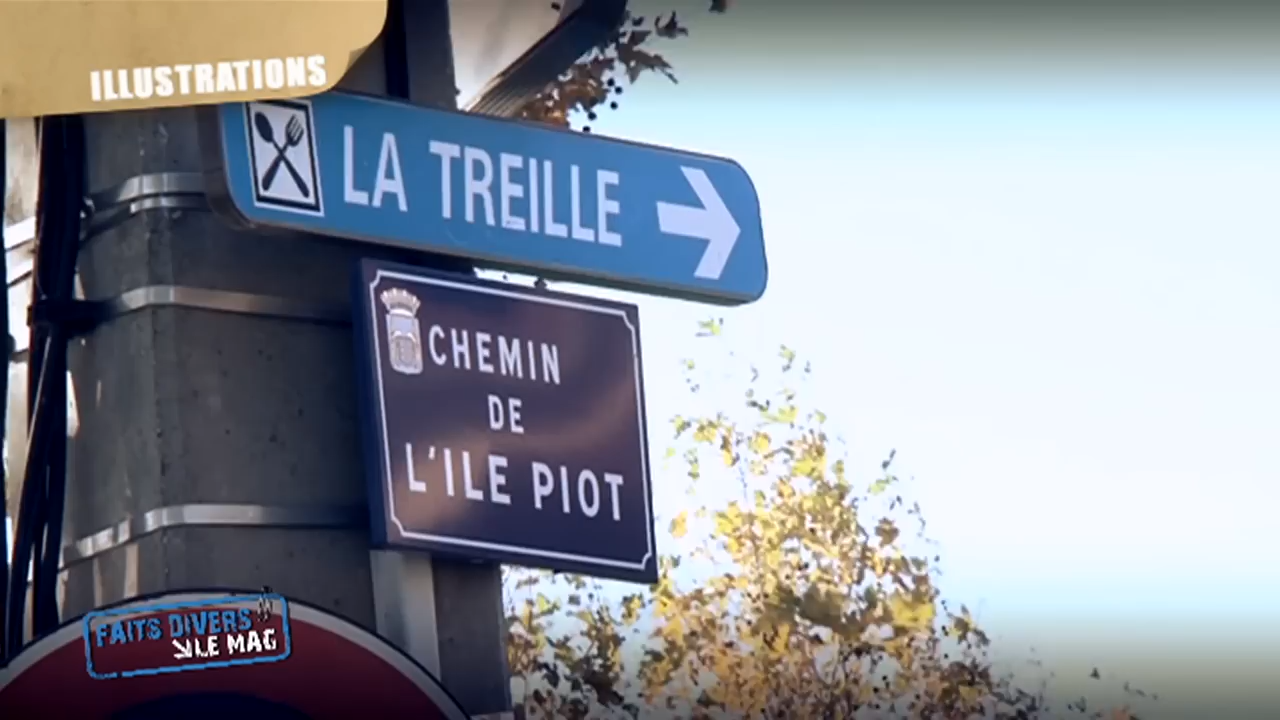 ILLUSTRATIONS
LA TREILLE
CHEMIN
DE
L'ILE PIOT
FAITS DIVERS
LE MAG